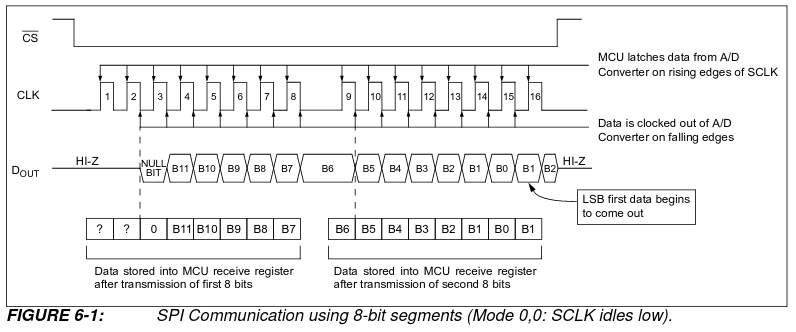 CS
MCU latches data from A/D
Converter on rising edges of SCLK
CLK
1 2 3 4 5 6 7 8 9 10 11 12 13 14 15 16
Data is clocked out of A/D
Converter on falling edges
HI-Z
NULL
BIT
B11 B10 B9 B8 B7 B6 B5 B4 B3 B2 B1 B0 B1 B2
HI-Z
DOUT
LSB first data begins
to come out
? ? 0 B11 B10 B9 B8 B7
B6 B5 B4 B3 B2 B1 B0 B1
Data stored into MCU receive register
after transmission of first 8 bits
Data stored into MCU receive register
after transmission of second 8 bits
FIGURE 6-1: SPI Communication using 8-bit segments (Mode 0,0: SCLK idles low).